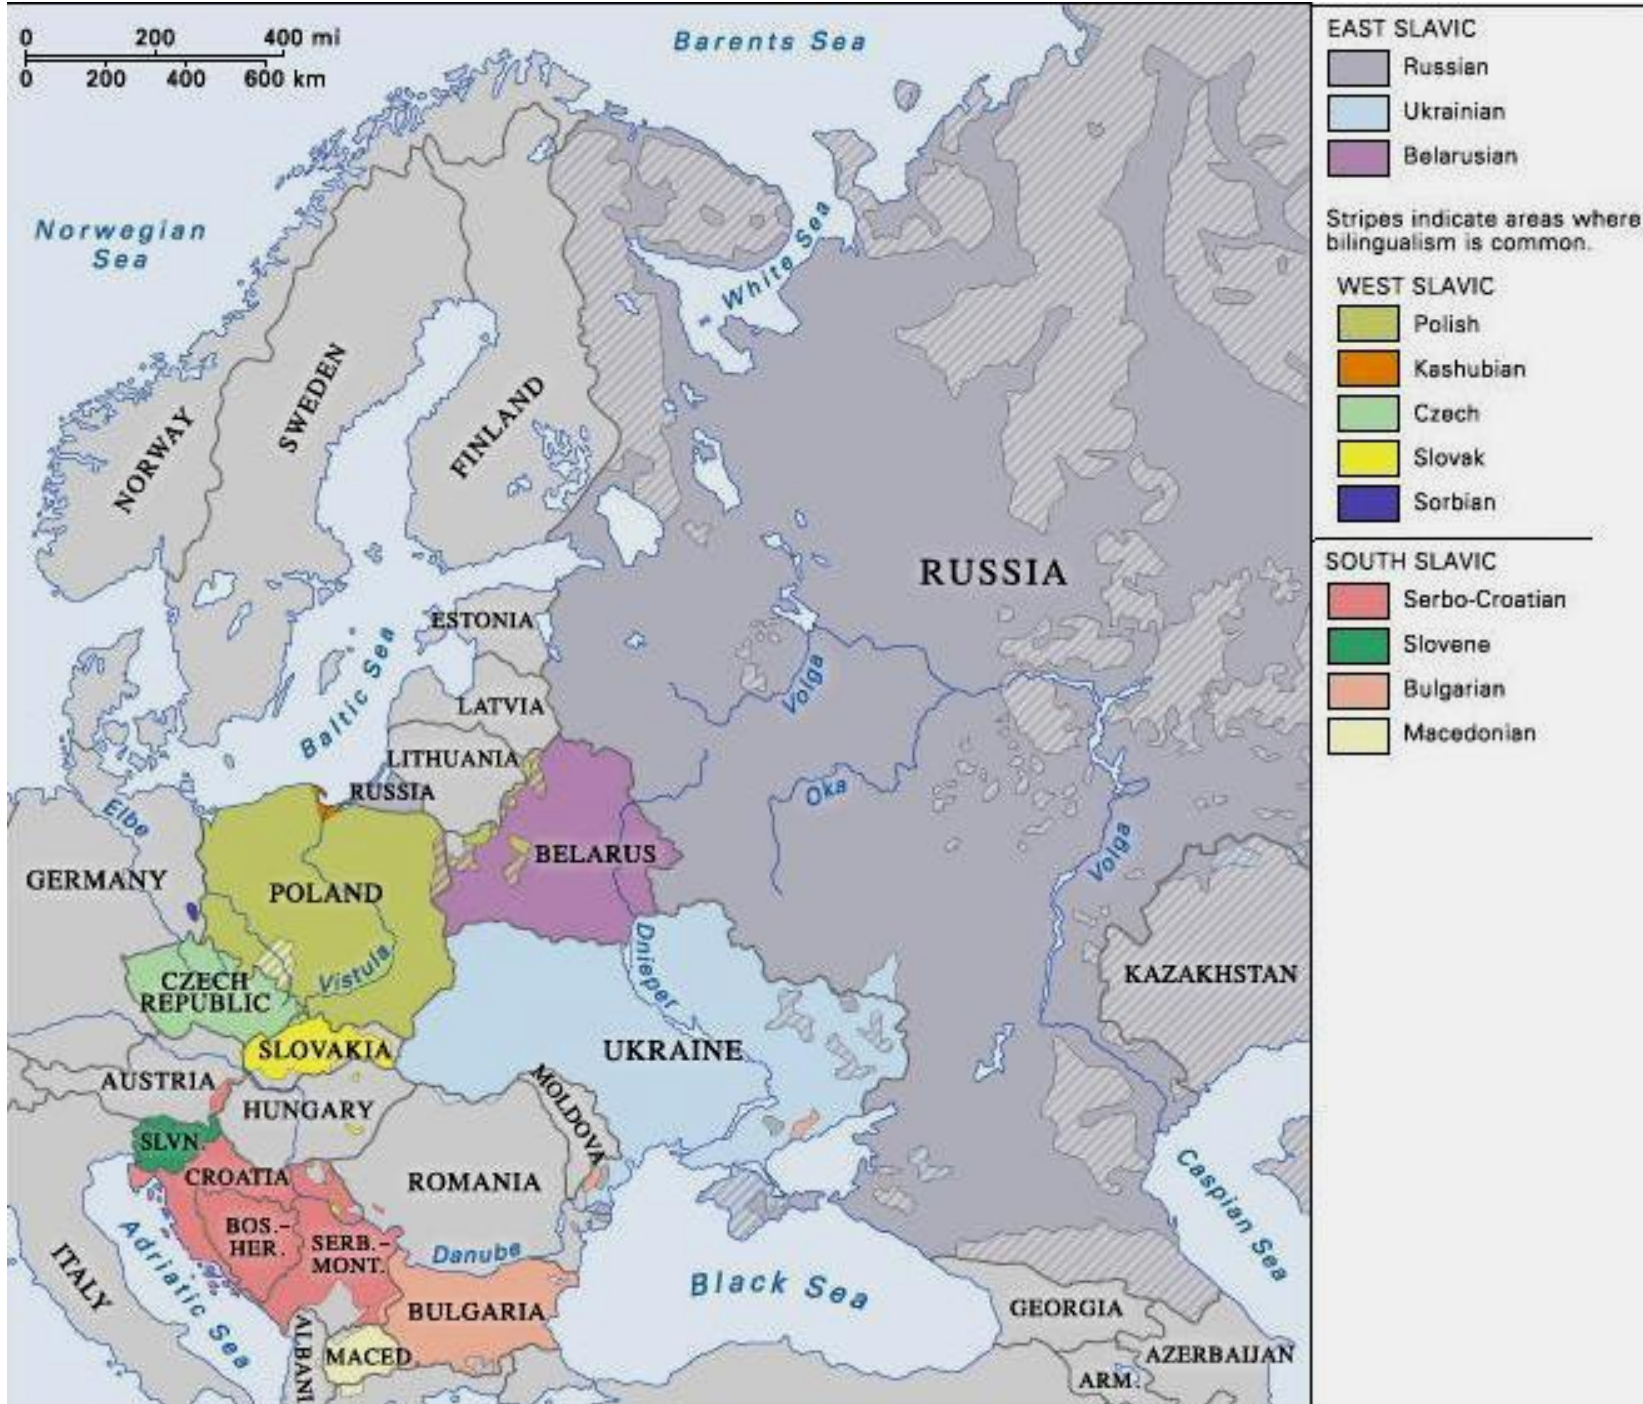 0 200 400 mi
0 200 400 600 km
Barents Sea
Norwegian
Sea
White Sea
NORWAY
SWEDEN
FINLAND
RUSSIA
ESTONIA
Baltic Sea
LATVIA
Volga
LITHUANIA
RUSSIA
Oka
Elbe
Volga
BELARUS
GERMANY
POLAND
Dnieper
Vistula
KAZAKHSTAN
CZECH
REPUBLIC
SLOVAKIA
UKRAINE
AUSTRIA
HUNGARY
MOLDOVA
SLVN.
CROATIA
ROMANIA
Caspian Sea
BOS.-
HER.
SERB.-
MONT.
Danube
Adriatic Sea
ITALY
Black Sea
BULGARIA
GEORGIA
ALBANI
MACED.
AZERBAIJAN
ARM.
EAST SLAVIC
Russian
Ukrainian
Belarusian
Stripes indicate areas where
bilingualism is common.
WEST SLAVIC
Polish
Kashubian
Czech
Slovak
Sorbian
SOUTH SLAVIC
Serbo-Croatian
Slovene
Bulgarian
Macedonian